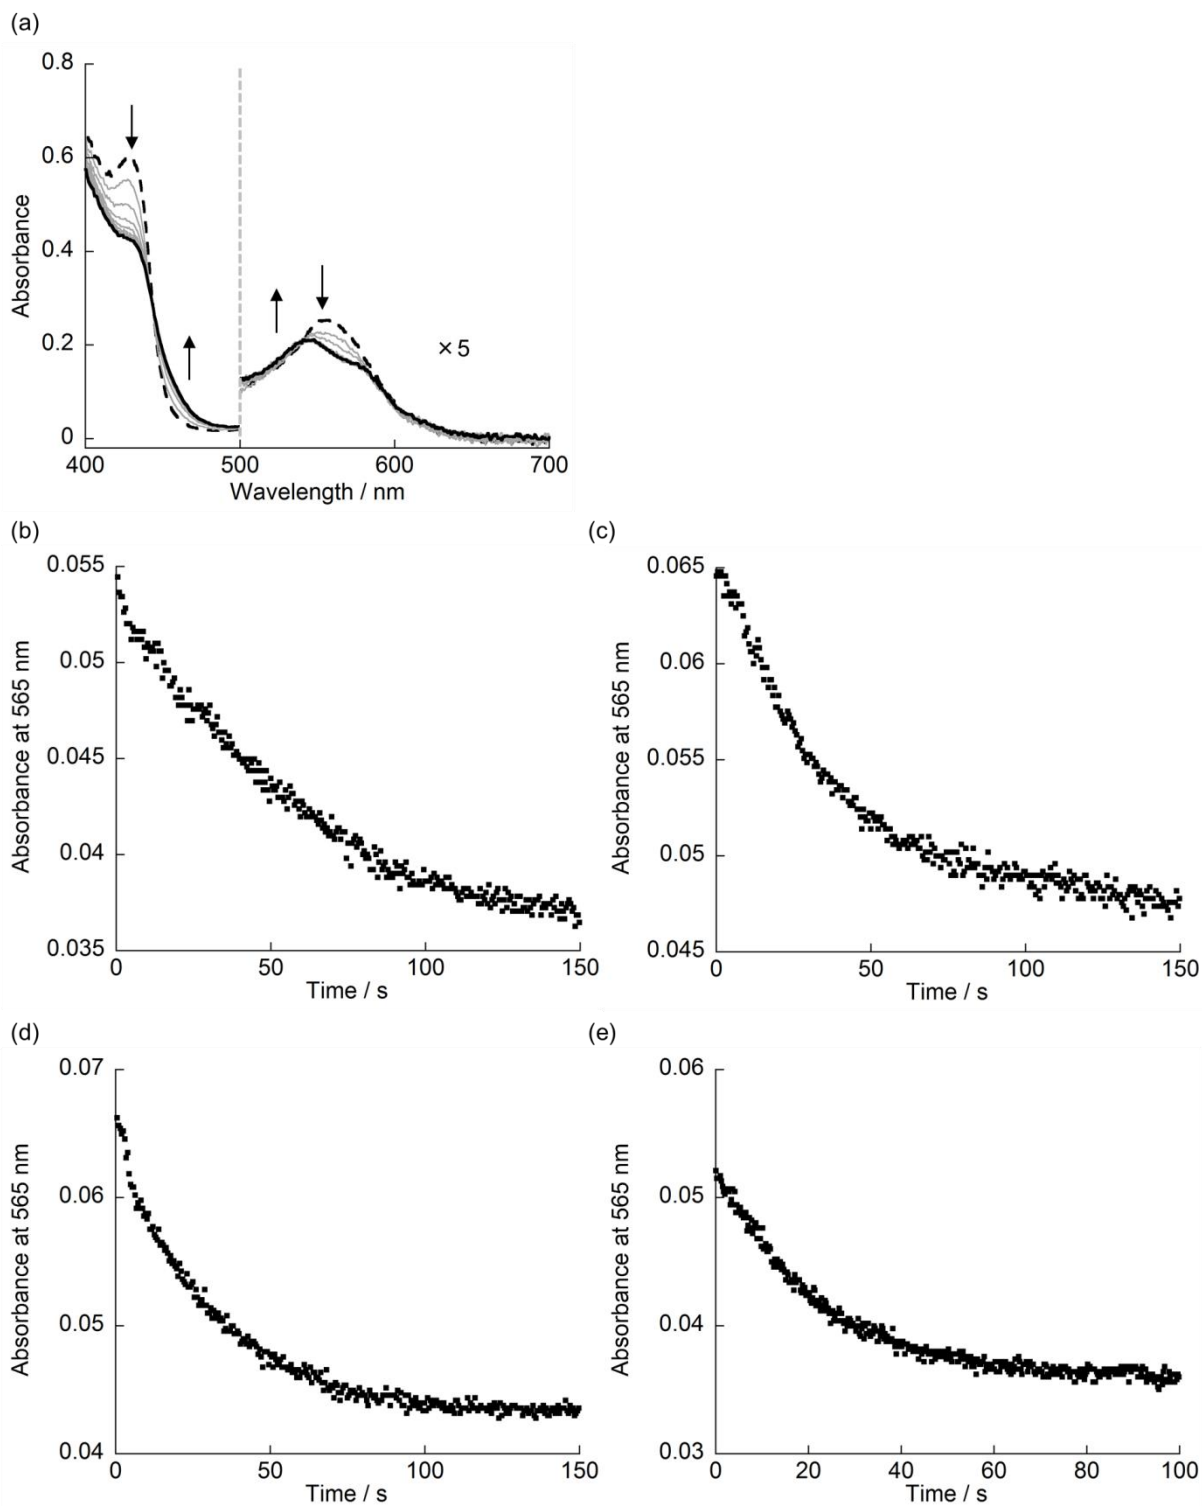 (a)
0.8
0.6
0.4
0.2
0
Absorbance
× 5
400 500 600 700
Wavelength / nm
(b)
0.055
0.05
0.045
0.04
0.035
Absorbance at 565 nm
0 50 100 150
Time / s
(c)
0.065
0.06
0.055
0.05
0.045
Absorbance at 565 nm
0 50 100 150
Time / s
(d)
0.07
0.06
0.05
0.04
Absorbance at 565 nm
0 50 100 150
Time / s
(e)
0.06
0.05
0.04
0.03
Absorbance at 565 nm
0 20 40 60 80 100
Time / s